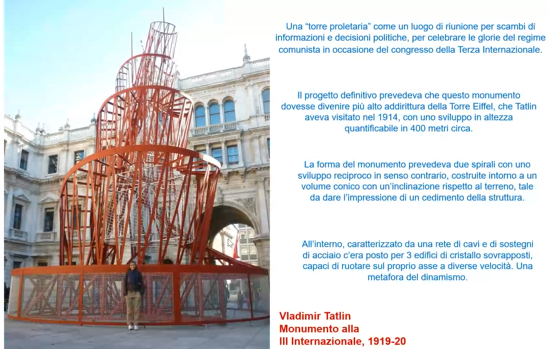 Una “torre proletaria” come un luogo di riunione per scambi di
informazioni e decisioni politiche, per celebrare le glorie del regime
comunista in occasione del congresso della Terza Internazionale.
Il progetto definitivo prevedeva che questo monumento
dovesse divenire più alto addirittura della Torre Eiffel, che Tatlin
aveva visitato nel 1914, con uno sviluppo in altezza
quantificabile in 400 metri circa.
La forma del monumento prevedeva due spirali con uno
sviluppo reciproco in senso contrario, costruite intorno a un
volume conico con un’inclinazione rispetto al terreno, tale
da dare l’impressione di un cedimento della struttura.
All’interno, caratterizzato da una rete di cavi e di sostegni
di acciaio c’era posto per 3 edifici di cristallo sovrapposti,
capaci di ruotare sul proprio asse a diverse velocità. Una
metafora del dinamismo.
Vladimir Tatlin
Monumento alla
III Internazionale, 1919-20